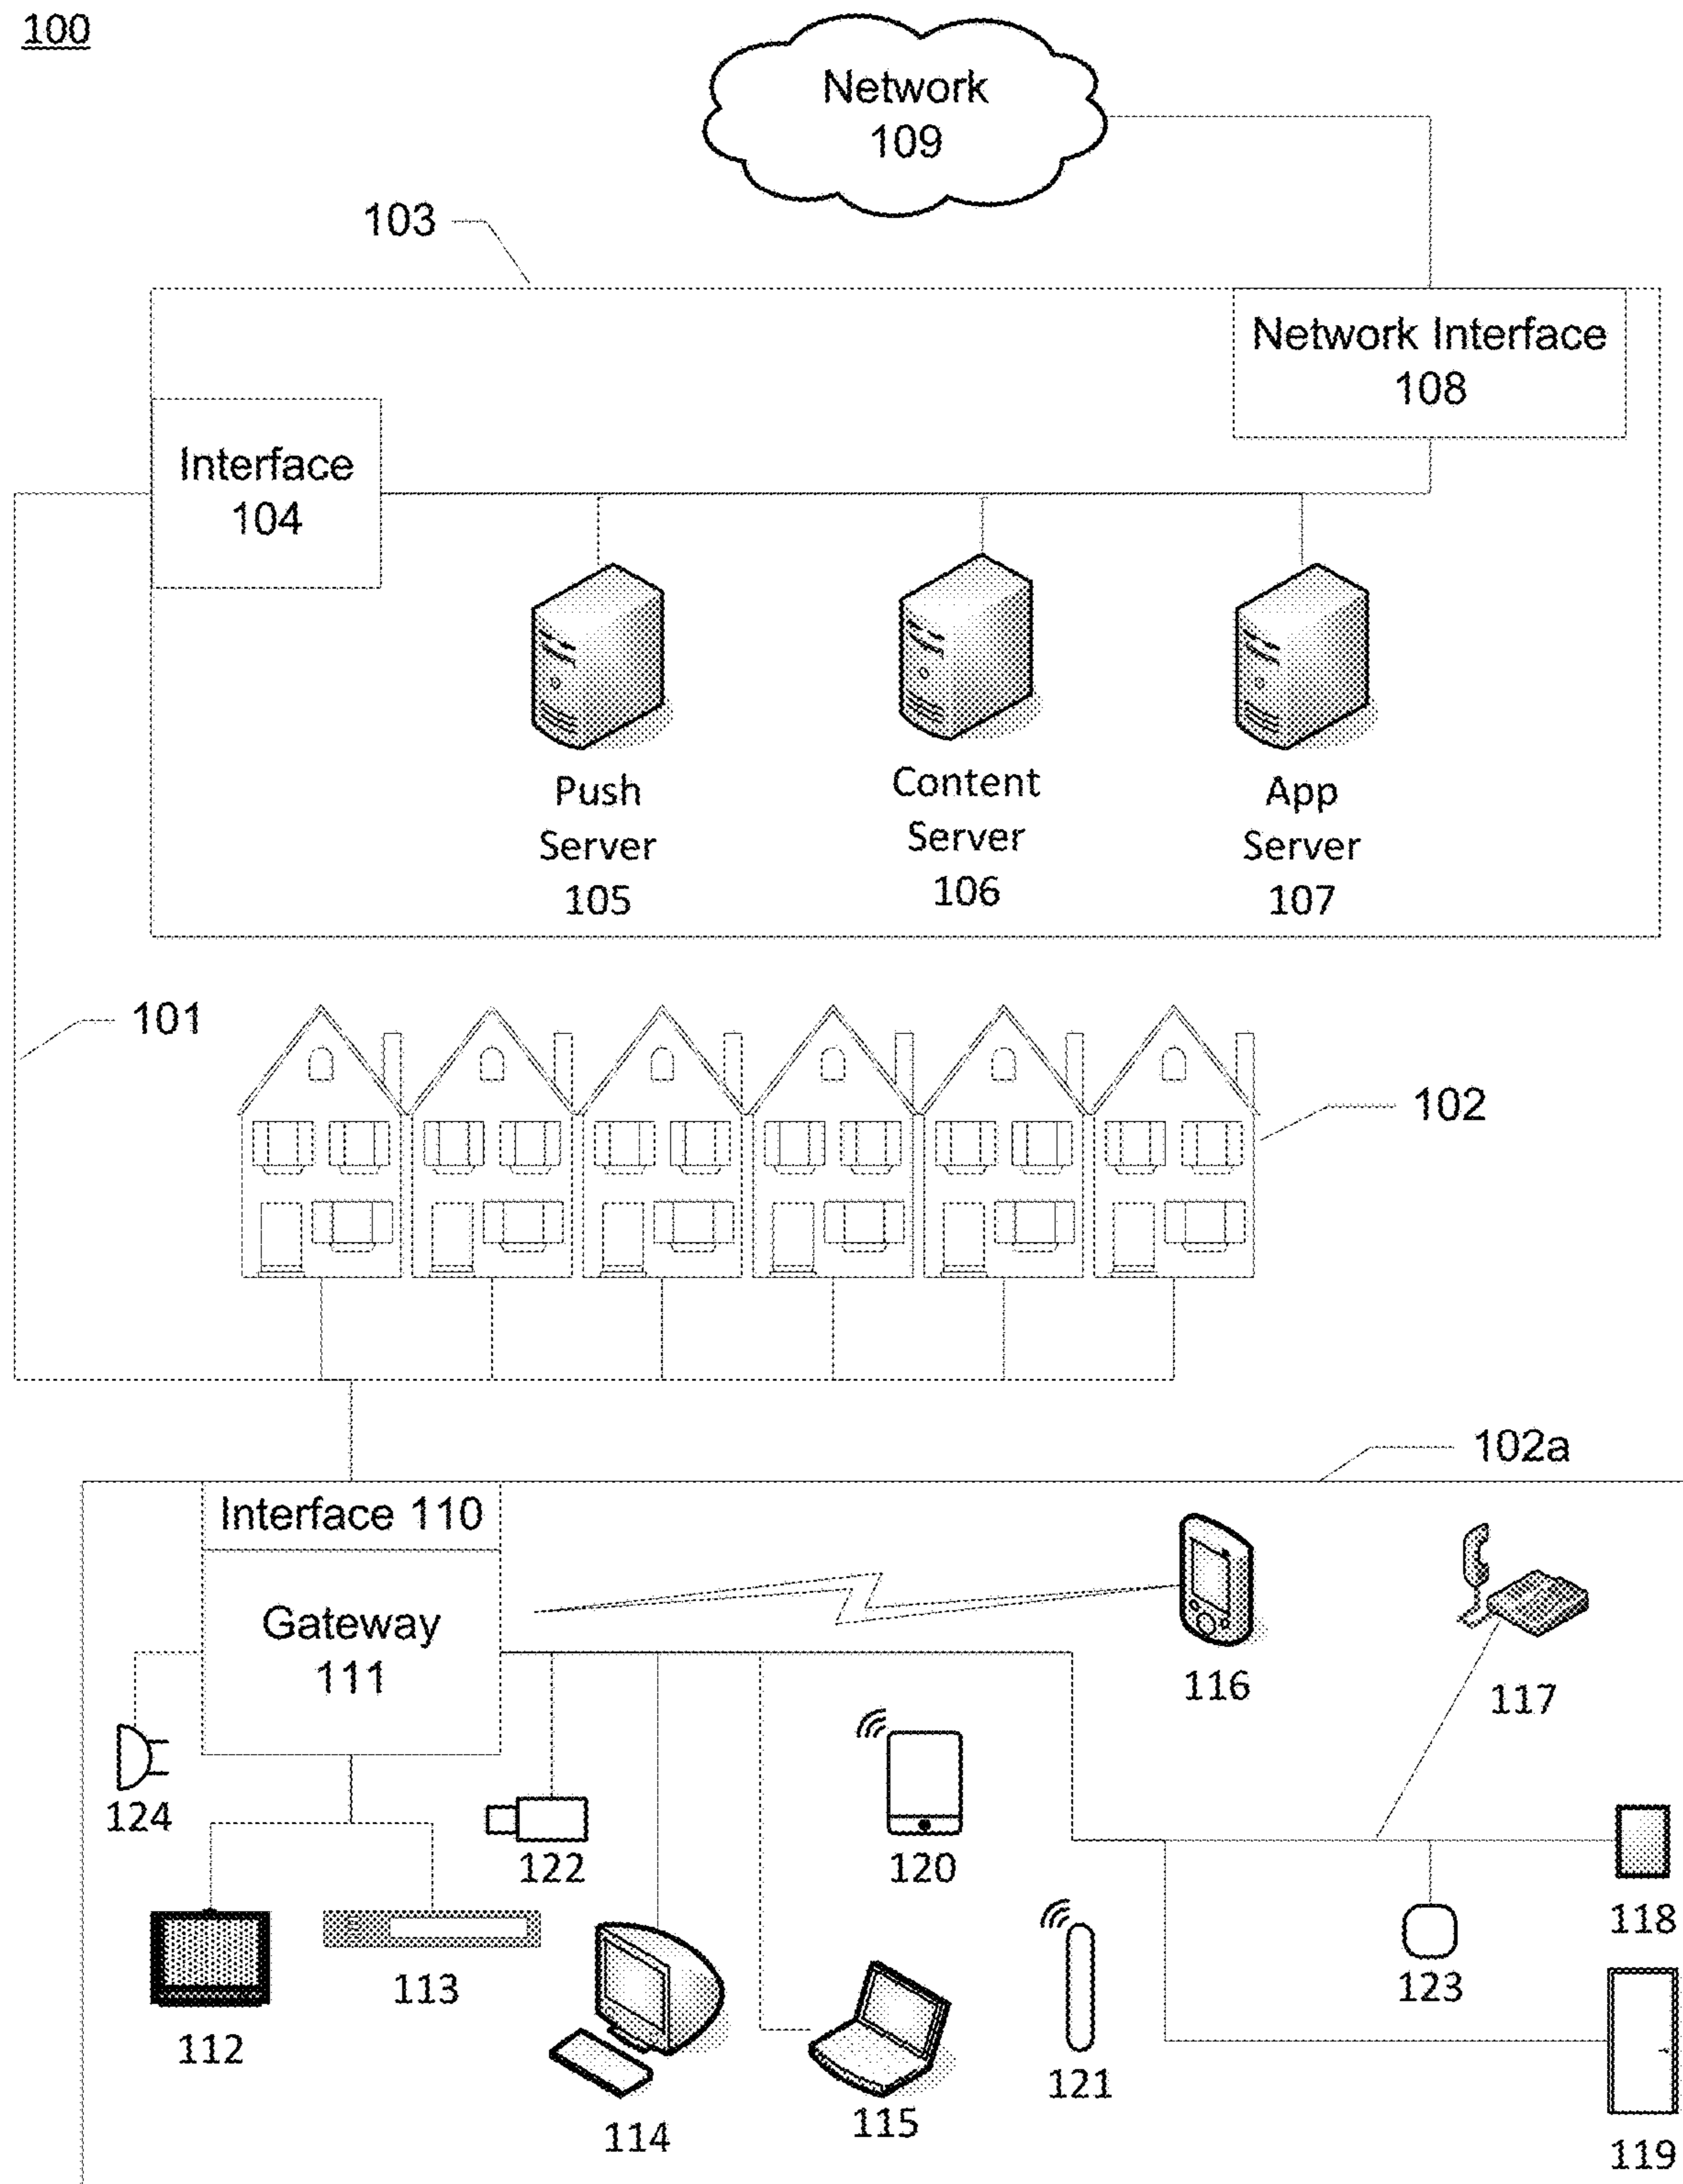 100
Network
109
103
Network Interface
108
Interface
104
Push
Server
105
Content
Server
106
App
Server
107
101
102
102a
Interface 110
Gateway
111
116
117
124
122
120
118
112
113
123
114
115
121
119